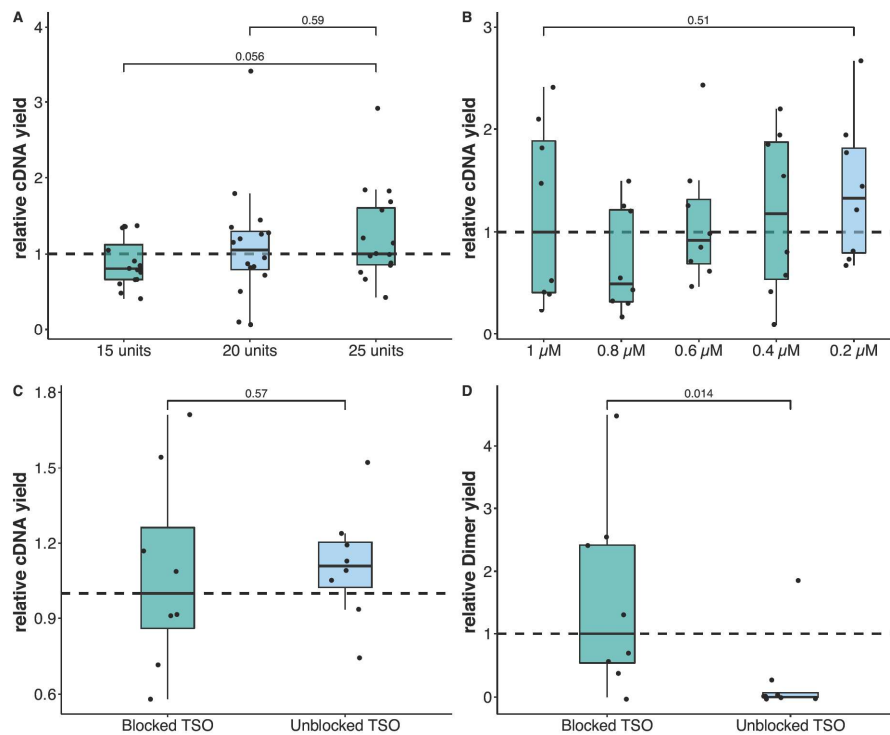 A
relative cDNA yield
4
3
2
1
0
0.59
0.056
15 units
20 units
25 units
B
relative cDNA yield
3
2
1
0
0.51
1 µM
0.8 µM
0.6 µM
0.4 µM
0.2 µM
C
relative cDNA yield
1.8
1.5
1.2
0.9
0.6
0.57
Blocked TSO
Unblocked TSO
D
relative Dimer yield
4
3
2
1
0
0.014
Blocked TSO
Unblocked TSO